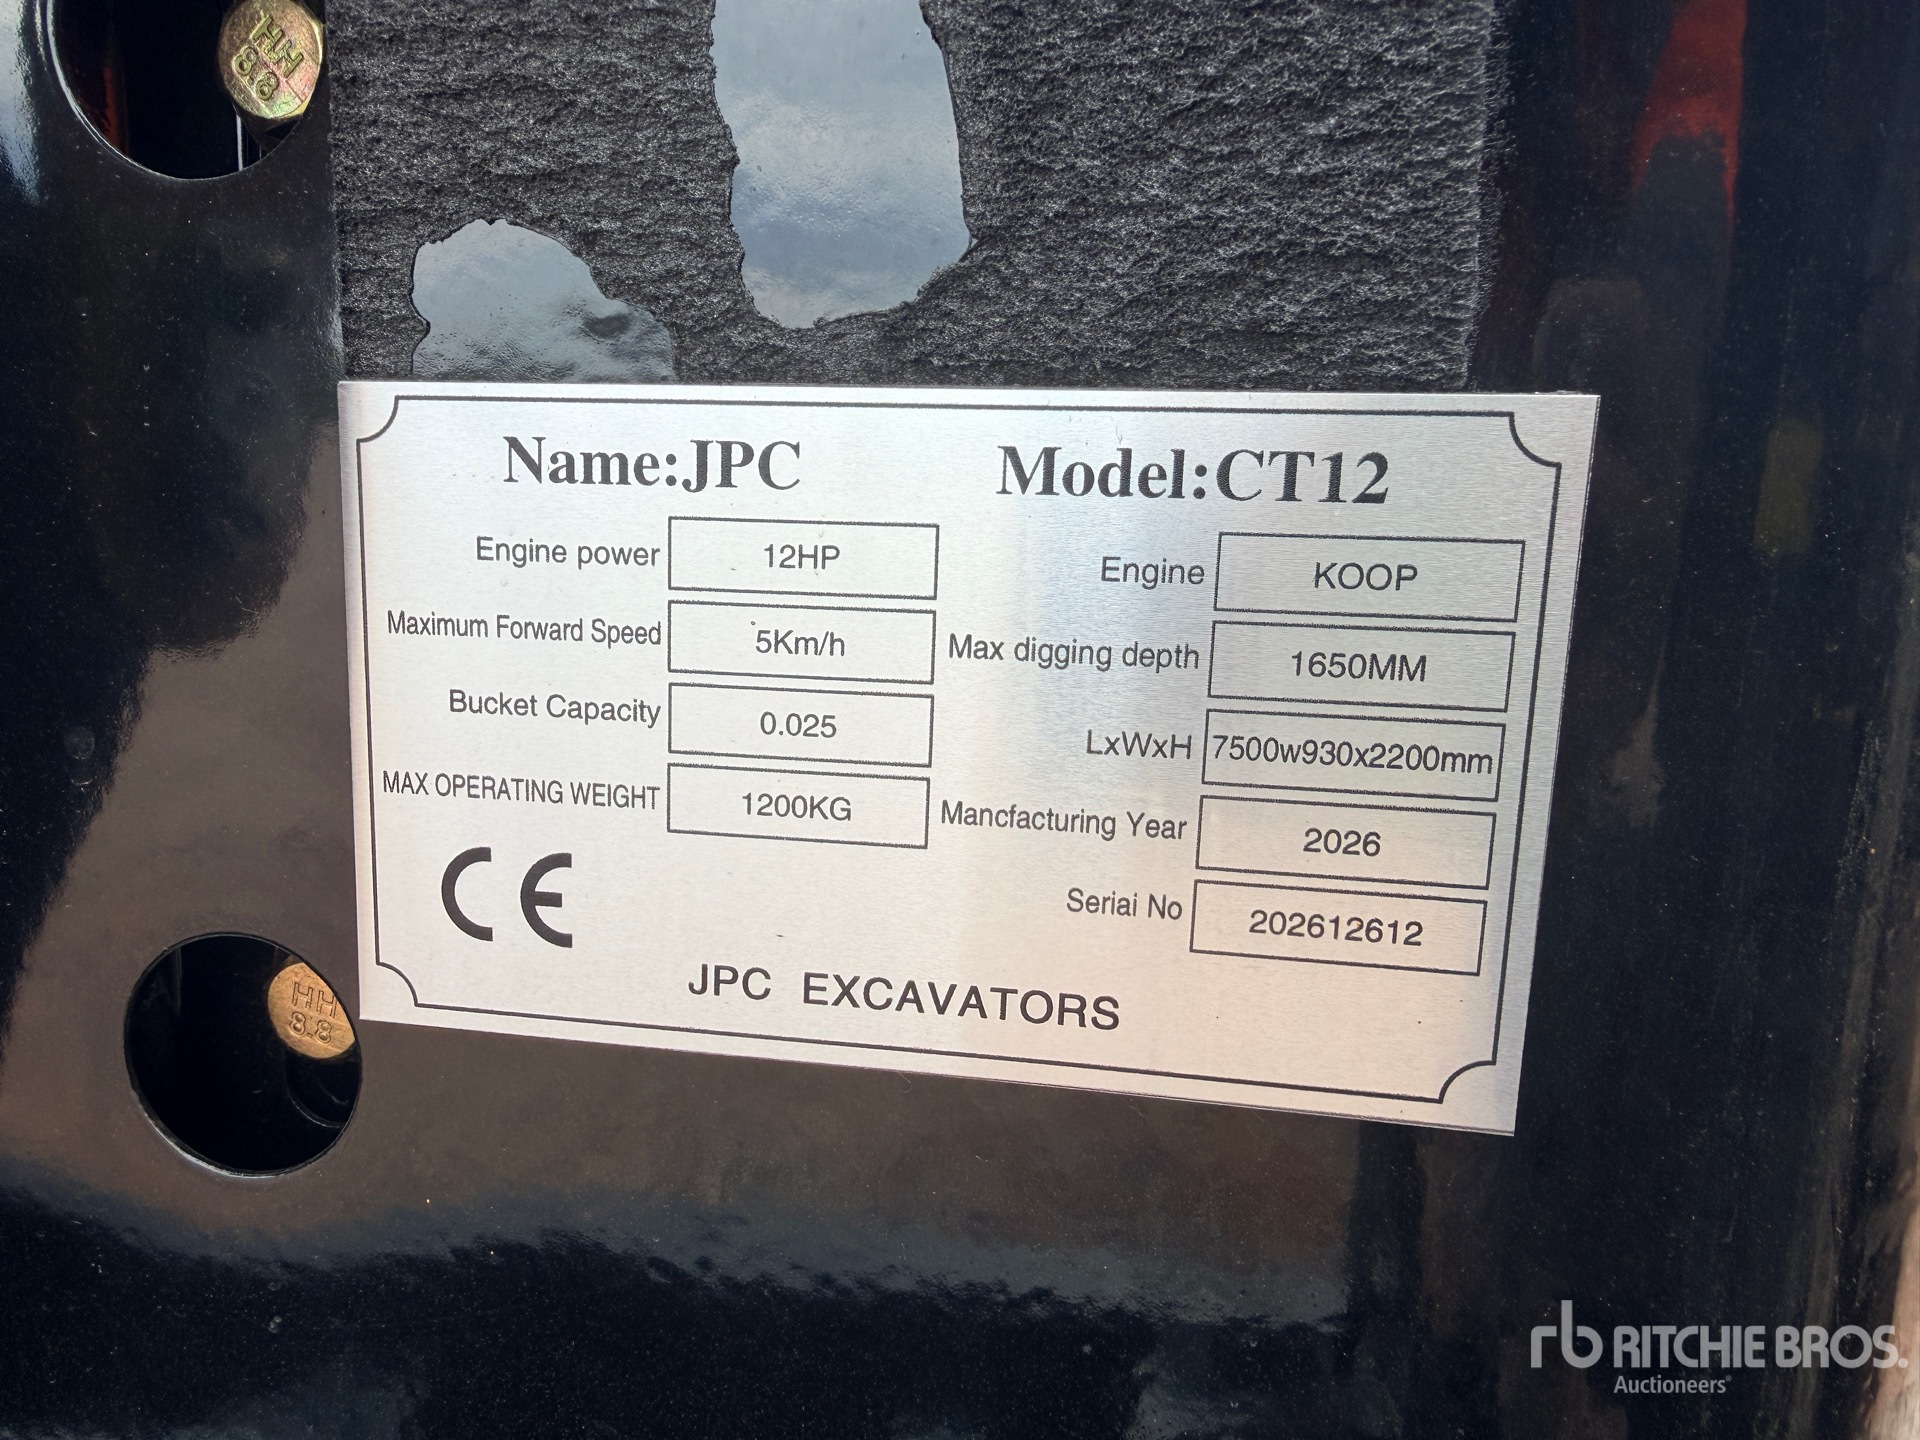 HH
8.8
Name:JPC Model:CT12
Engine power 12HP Engine KOOP
Maximum Forward Speed 5Km/h Max digging depth 1650MM
Bucket Capacity 0.025 LxWxH 7500w930x2200mm
MAX OPERATING WEIGHT 1200KG Mancfacturing Year 2026
CE Seriai No 202612612
JPC EXCAVATORS
HH
8.8
rb RITCHIE BROS.
Auctioneers